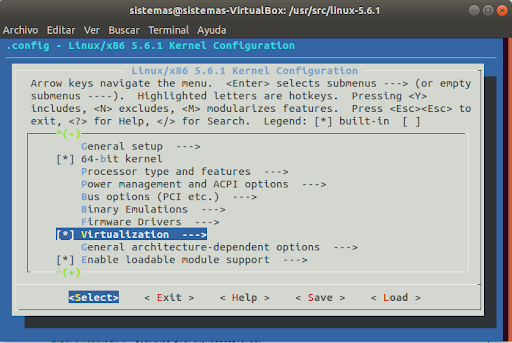 sistemas@sistemas-VirtualBox: /usr/src/linux-5.6.1
Archivo Editar Ver Buscar Terminal Ayuda
.config - Linux/x86 5.6.1 Kernel Configuration
Linux/x86 5.6.1 Kernel Configuration
Arrow keys navigate the menu. <Enter> selects submenus ---> (or empty
submenus ----). Highlighted letters are hotkeys. Pressing <Y>
includes, <N> excludes, <M> modularizes features. Press <Esc><Esc> to
exit, <?> for Help, </> for Search. Legend: [*] built-in [ ]
^(-)
General setup --->
[*] 64-bit kernel
Processor type and features --->
Power management and ACPI options --->
Bus options (PCI etc.) --->
Binary Emulations --->
Firmware Drivers --->
[*] Virtualization --->
General architecture-dependent options --->
[*] Enable loadable module support --->
(+)
<Select> < Exit > < Help > < Save > < Load >